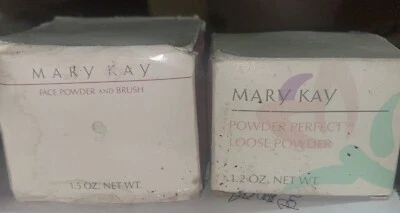 MARY KAY
FACE POWDER AND BRUSH
1.5 OZ. NET WT.
MARY KAY
POWDER PERFECT
LOOSE POWDER
1.2 OZ. NET WT.